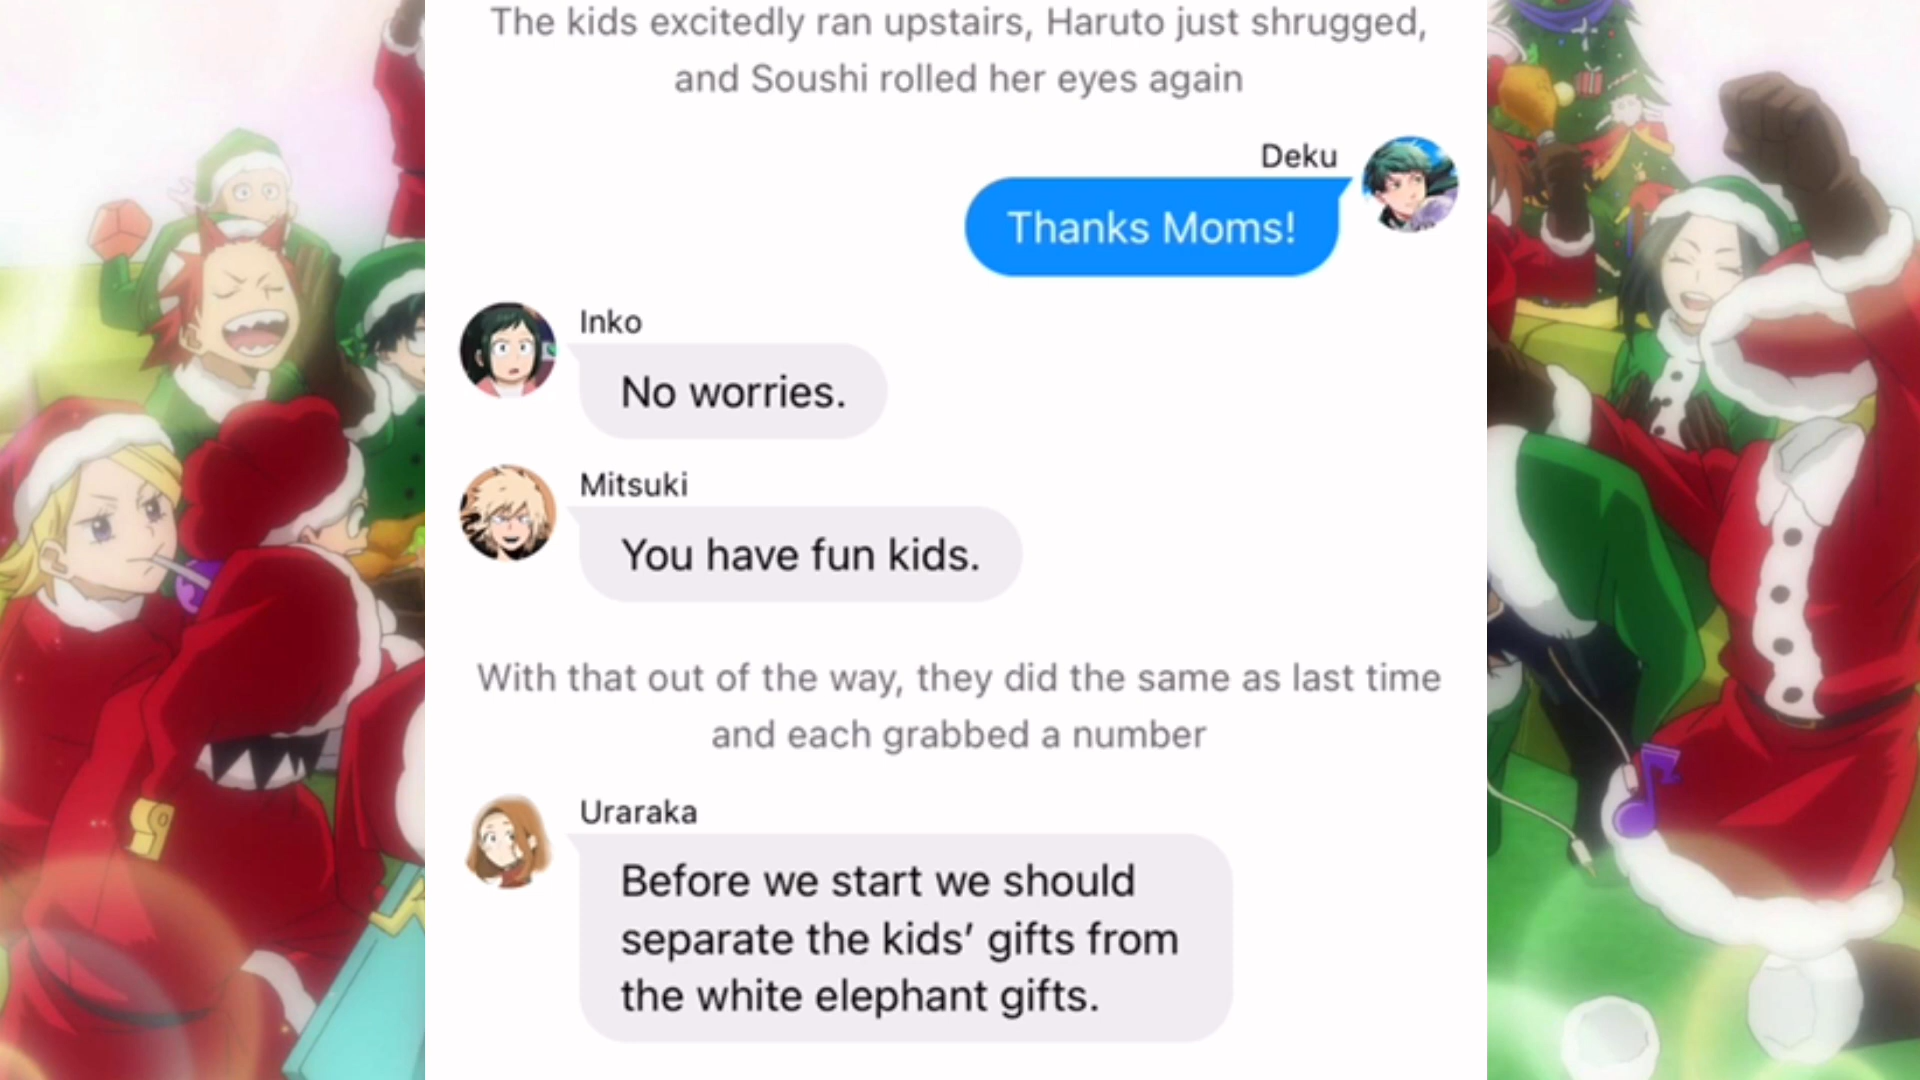 The kids excitedly ran upstairs, Haruto just shrugged,
and Soushi rolled her eyes again
Deku
Thanks Moms!
Inko
No worries.
Mitsuki
You have fun kids.
With that out of the way, they did the same as last time
and each grabbed a number
Uraraka
Before we start we should
separate the kids’ gifts from
the white elephant gifts.